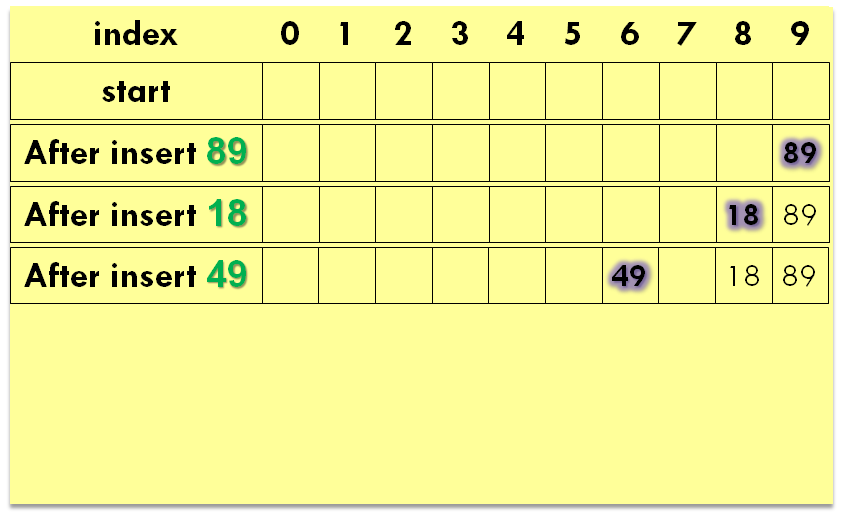 index 0 1 2 3 4 5 6 7 8 9
start
After insert 89 89
After insert 18 18 89
After insert 49 49 18 89